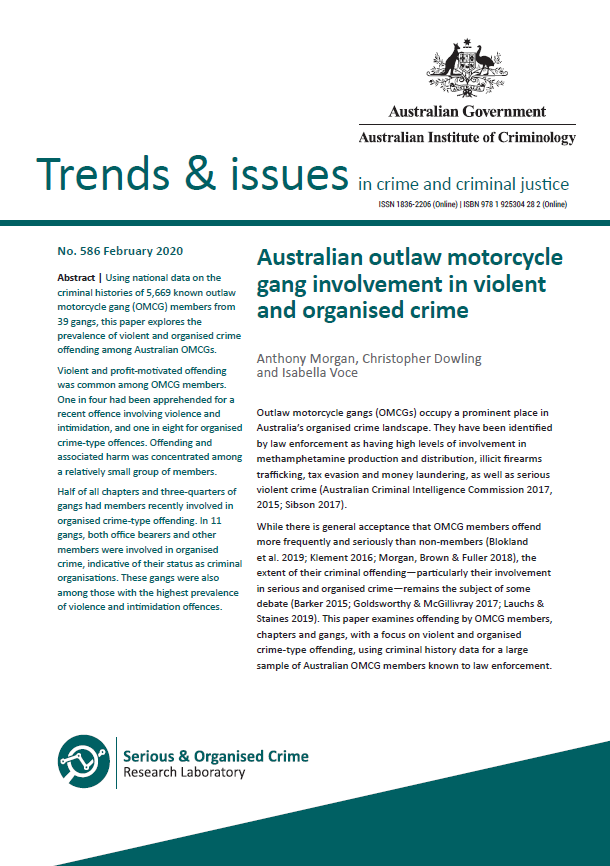 Australian Government
Australian Institute of Criminology
Trends & issues in crime and criminal justice
ISSN 1836-2206 (Online) | ISBN 978 1 925304 28 2 (Online)
No. 586 February 2020
Abstract | Using national data on the
criminal histories of 5,669 known outlaw
motorcycle gang (OMCG) members from
39 gangs, this paper explores the
prevalence of violent and organised crime
offending among Australian OMCGs.
Violent and profit-motivated offending
was common among OMCG members.
One in four had been apprehended for a
recent offence involving violence and
intimidation, and one in eight for organised
crime-type offences. Offending and
associated harm was concentrated among
a relatively small group of members.
Half of all chapters and three-quarters of
gangs had members recently involved in
organised crime-type offending. In 11
gangs, both office bearers and other
members were involved in organised
crime, indicative of their status as criminal
organisations. These gangs were also
among those with the highest prevalence
of violence and intimidation offences.
Australian outlaw motorcycle
gang involvement in violent
and organised crime
Anthony Morgan, Christopher Dowling
and Isabella Voce
Outlaw motorcycle gangs (OMCGs) occupy a prominent place in
Australia's organised crime landscape. They have been identified
by law enforcement as having high levels of involvement in
methamphetamine production and distribution, illicit firearms
trafficking, tax evasion and money laundering, as well as serious
violent crime (Australian Criminal Intelligence Commission 2017,
2015; Sibson 2017).
While there is general acceptance that OMCG members offend
more frequently and seriously than non-members (Blokland
et al. 2019; Klement 2016; Morgan, Brown & Fuller 2018), the
extent of their criminal offending—particularly their involvement
in serious and organised crime—remains the subject of some
debate (Barker 2015; Goldsworthy & McGillivray 2017; Lauchs &
Staines 2019). This paper examines offending by OMCG members,
chapters and gangs, with a focus on violent and organised
crime-type offending, using criminal history data for a large
sample of Australian OMCG members known to law enforcement.
Serious & Organised Crime
Research Laboratory